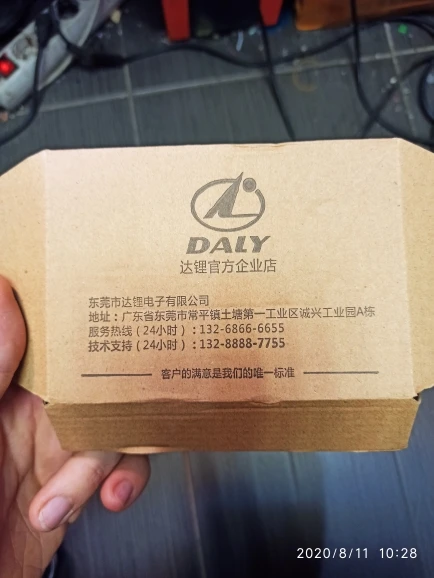 DALY
达锂官方企业店
东莞市达锂电子有限公司
地址：广东省东莞市常平镇土塘第一工业区诚兴工业园A栋
服务热线（24小时）：132-6866-6655
技术支持（24小时）：132-8888-7755
客户的满意是我们的唯一标准
2020/8/11 10:28